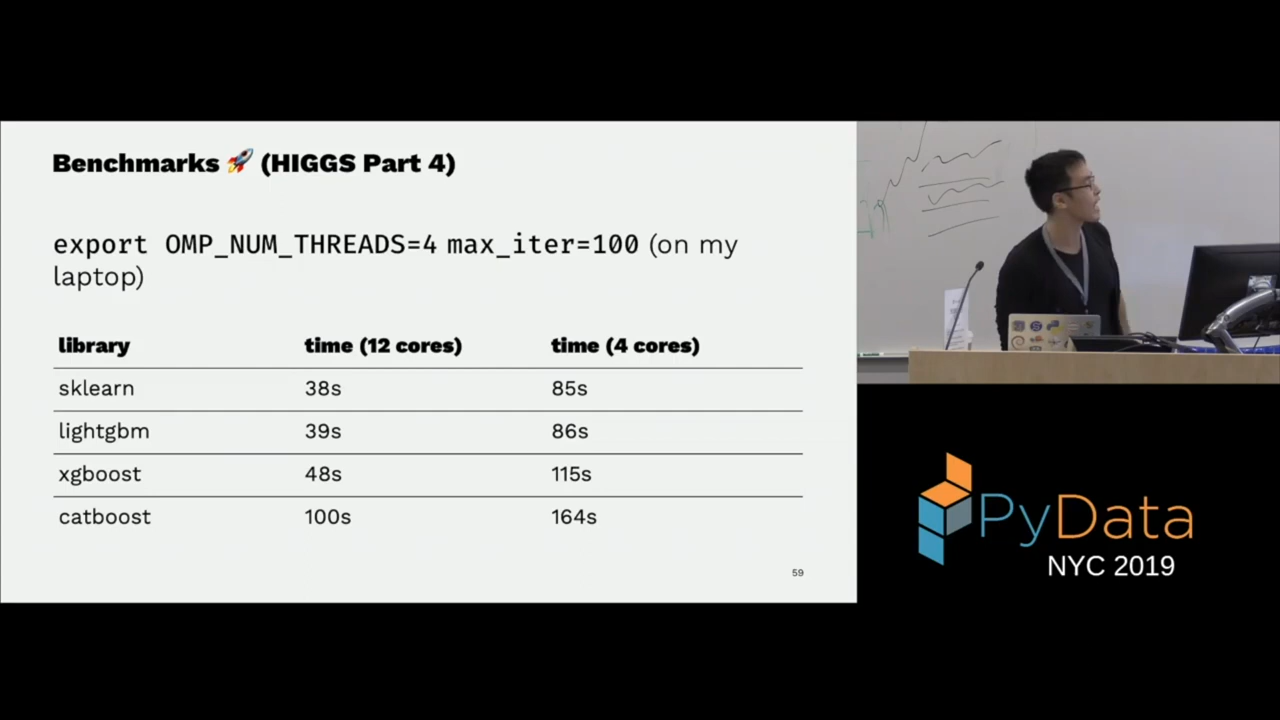 Benchmarks 🚀 (HIGGS Part 4)
export OMP_NUM_THREADS=4 max_iter=100 (on my
laptop)
library time (12 cores) time (4 cores)
sklearn 38s 85s
lightgbm 39s 86s
xgboost 48s 115s
catboost 100s 164s
59
PyData
NYC 2019